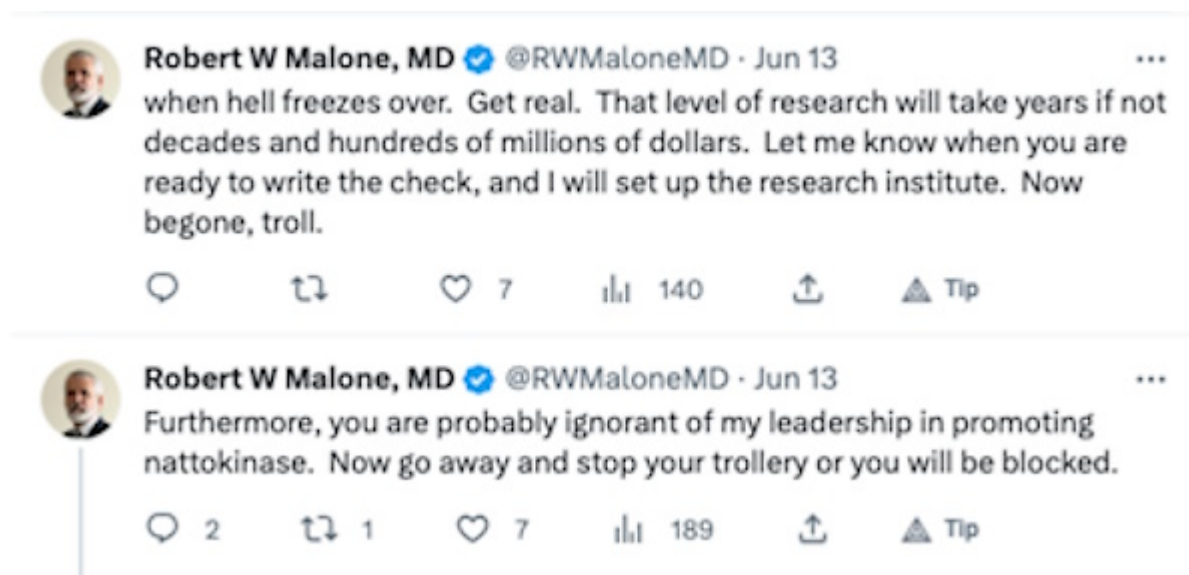 Robert W Malone, MD @RWMaloneMD · Jun 13
when hell freezes over. Get real. That level of research will take years if not
decades and hundreds of millions of dollars. Let me know when you are
ready to write the check, and I will set up the research institute. Now
begone, troll.
7 140 Tip
Robert W Malone, MD @RWMaloneMD · Jun 13
Furthermore, you are probably ignorant of my leadership in promoting
nattokinase. Now go away and stop your trollery or you will be blocked.
2 1 7 189 Tip